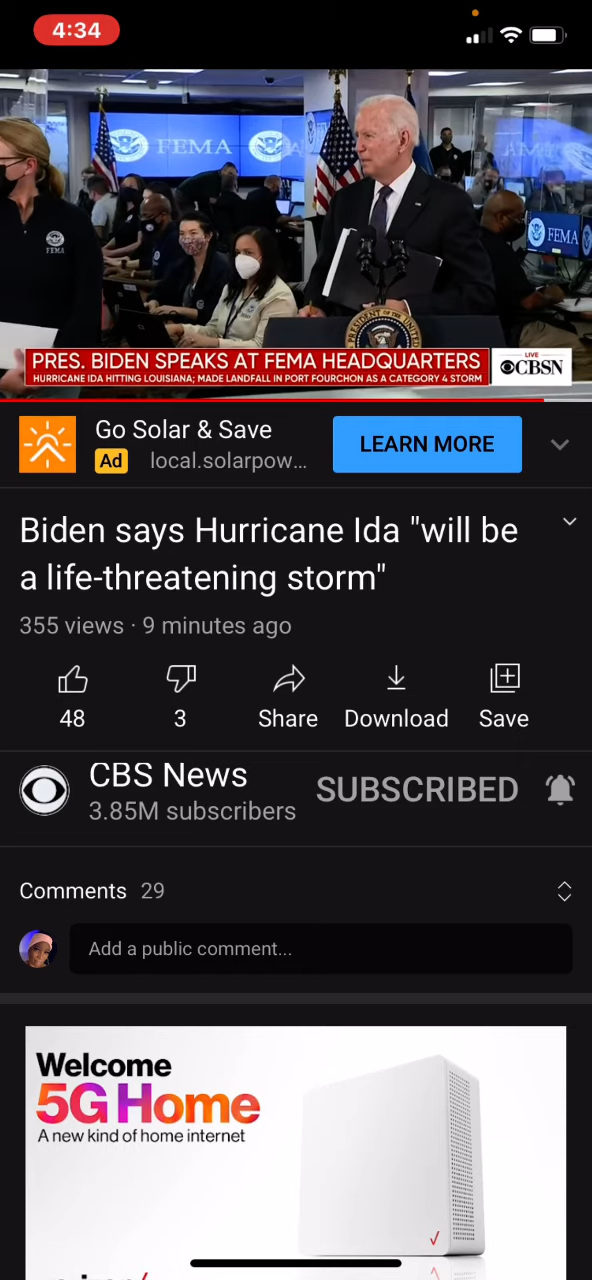 4:34
FEMA
FEMA
FEMA
PRES. BIDEN SPEAKS AT FEMA HEADQUARTERS
LIVE
CBSN
HURRICANE IDA HITTING LOUISIANA; MADE LANDFALL IN PORT FOURCHON AS A CATEGORY 4 STORM
Go Solar & Save
LEARN MORE
Ad local.solarpow...
Biden says Hurricane Ida "will be
a life-threatening storm"
355 views · 9 minutes ago
48 3 Share Download Save
CBS News
SUBSCRIBED
3.85M subscribers
Comments 29
Add a public comment...
Welcome
5G Home
A new kind of home internet